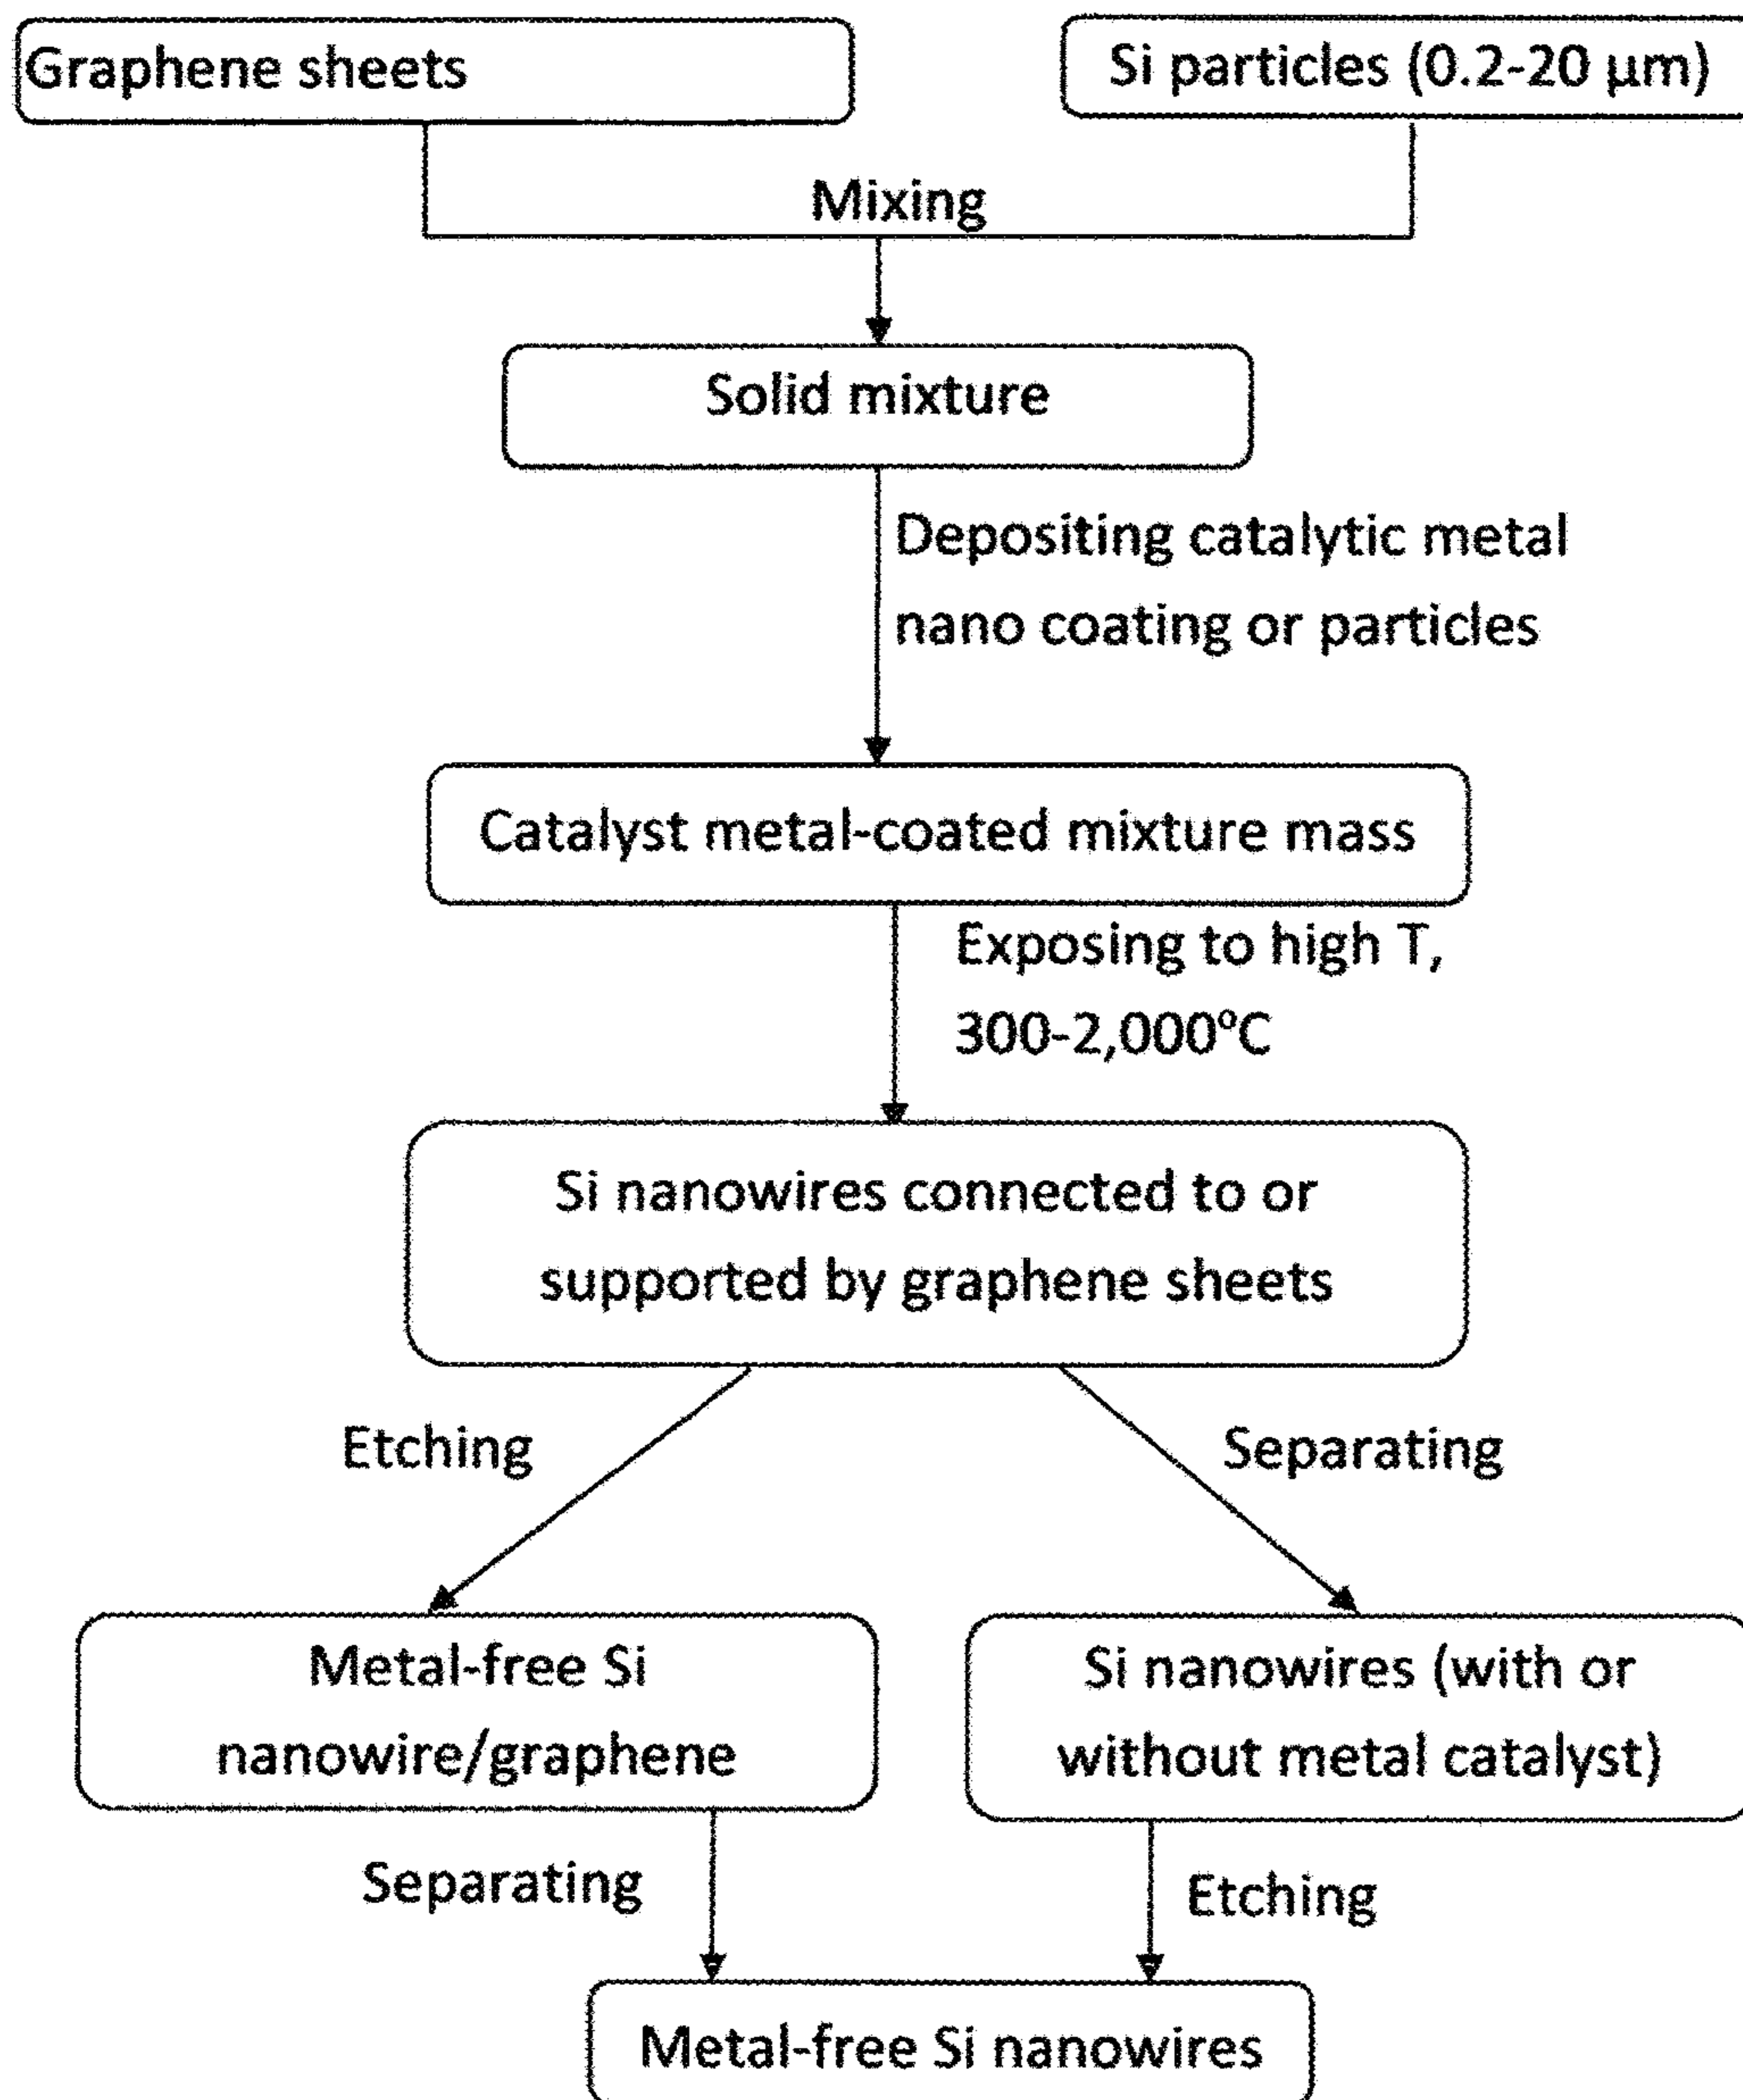 Graphene sheets
Si particles (0.2-20 µm)
Mixing
Solid mixture
Depositing catalytic metal
nano coating or particles
Catalyst metal-coated mixture mass
Exposing to high T,
300-2,000°C
Si nanowires connected to or
supported by graphene sheets
Etching
Separating
Metal-free Si
nanowire/graphene
Si nanowires (with or
without metal catalyst)
Separating
Etching
Metal-free Si nanowires